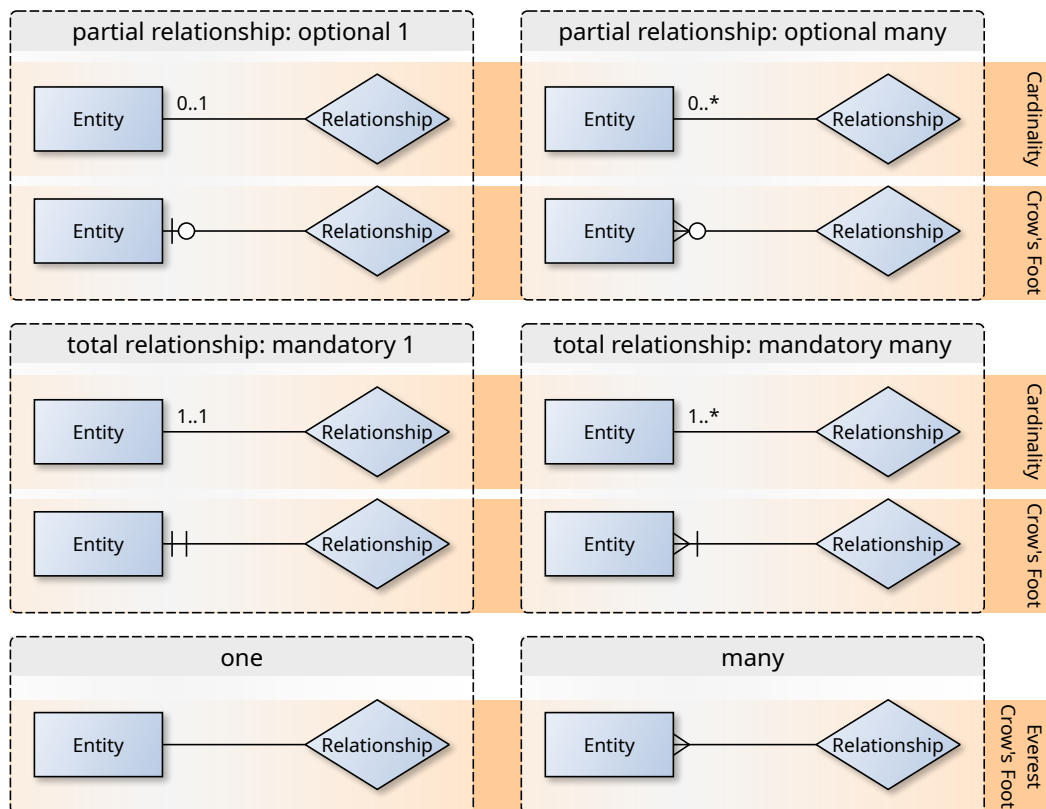 partial relationship: optional 1
Entity
0..1
Relationship
Entity
Relationship
partial relationship: optional many
Entity
0..*
Relationship
Cardinality
Entity
Relationship
Crow's Foot
total relationship: mandatory 1
Entity
1..1
Relationship
Entity
Relationship
total relationship: mandatory many
Entity
1..*
Relationship
Cardinality
Entity
Relationship
Crow's Foot
one
Entity
Relationship
many
Entity
Relationship
Everest
Crow's Foot